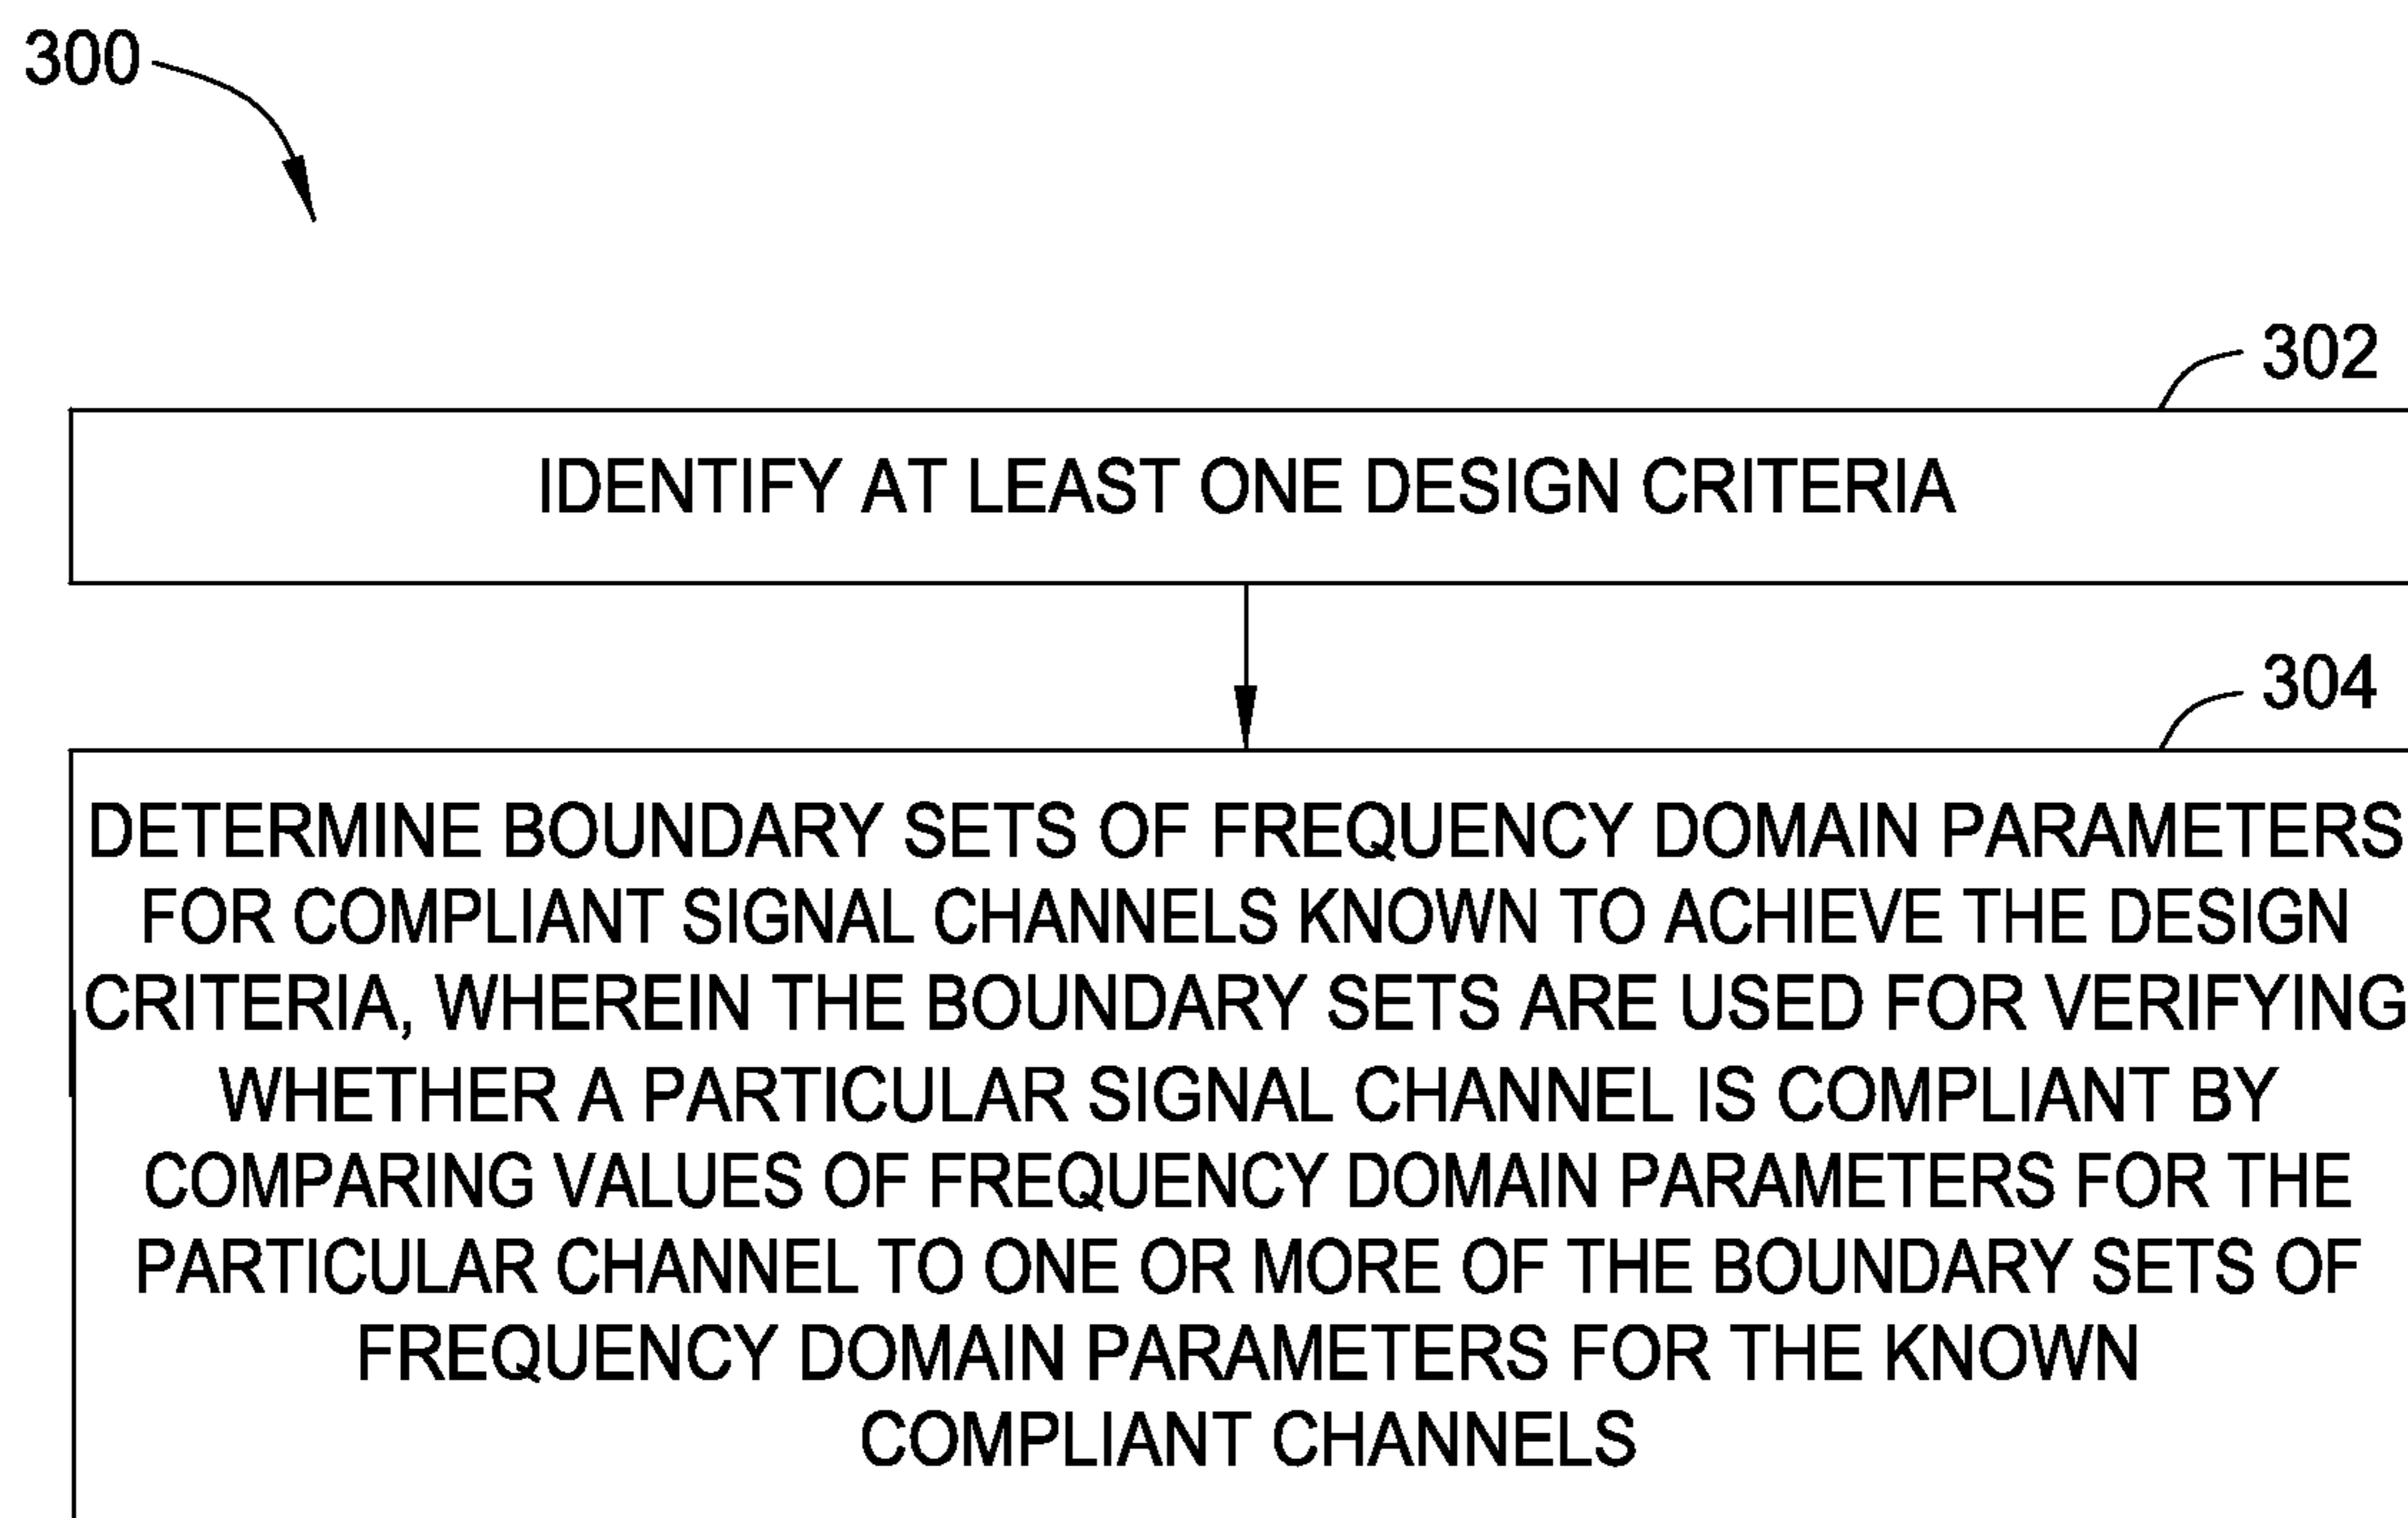 300
302
IDENTIFY AT LEAST ONE DESIGN CRITERIA
304
DETERMINE BOUNDARY SETS OF FREQUENCY DOMAIN PARAMETERS
FOR COMPLIANT SIGNAL CHANNELS KNOWN TO ACHIEVE THE DESIGN
CRITERIA, WHEREIN THE BOUNDARY SETS ARE USED FOR VERIFYING
WHETHER A PARTICULAR SIGNAL CHANNEL IS COMPLIANT BY
COMPARING VALUES OF FREQUENCY DOMAIN PARAMETERS FOR THE
PARTICULAR CHANNEL TO ONE OR MORE OF THE BOUNDARY SETS OF
FREQUENCY DOMAIN PARAMETERS FOR THE KNOWN
COMPLIANT CHANNELS